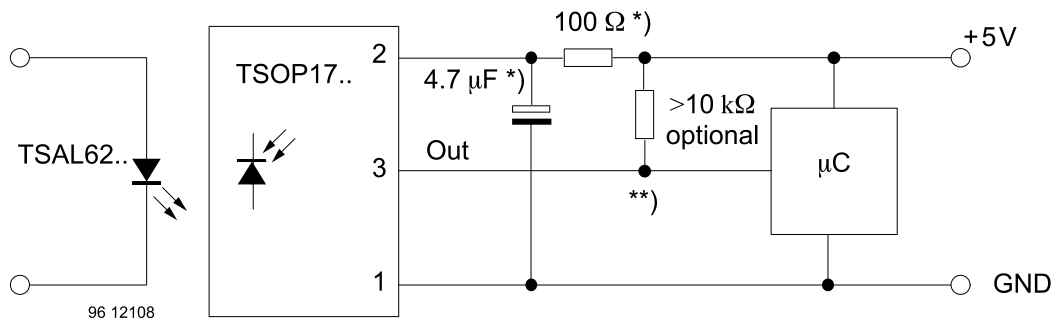 100 Ω *)
+5V
2
TSOP17..
4.7 μF *)
>10 kΩ
optional
TSAL62..
Out
3
μC
**)
1
GND
96 12108